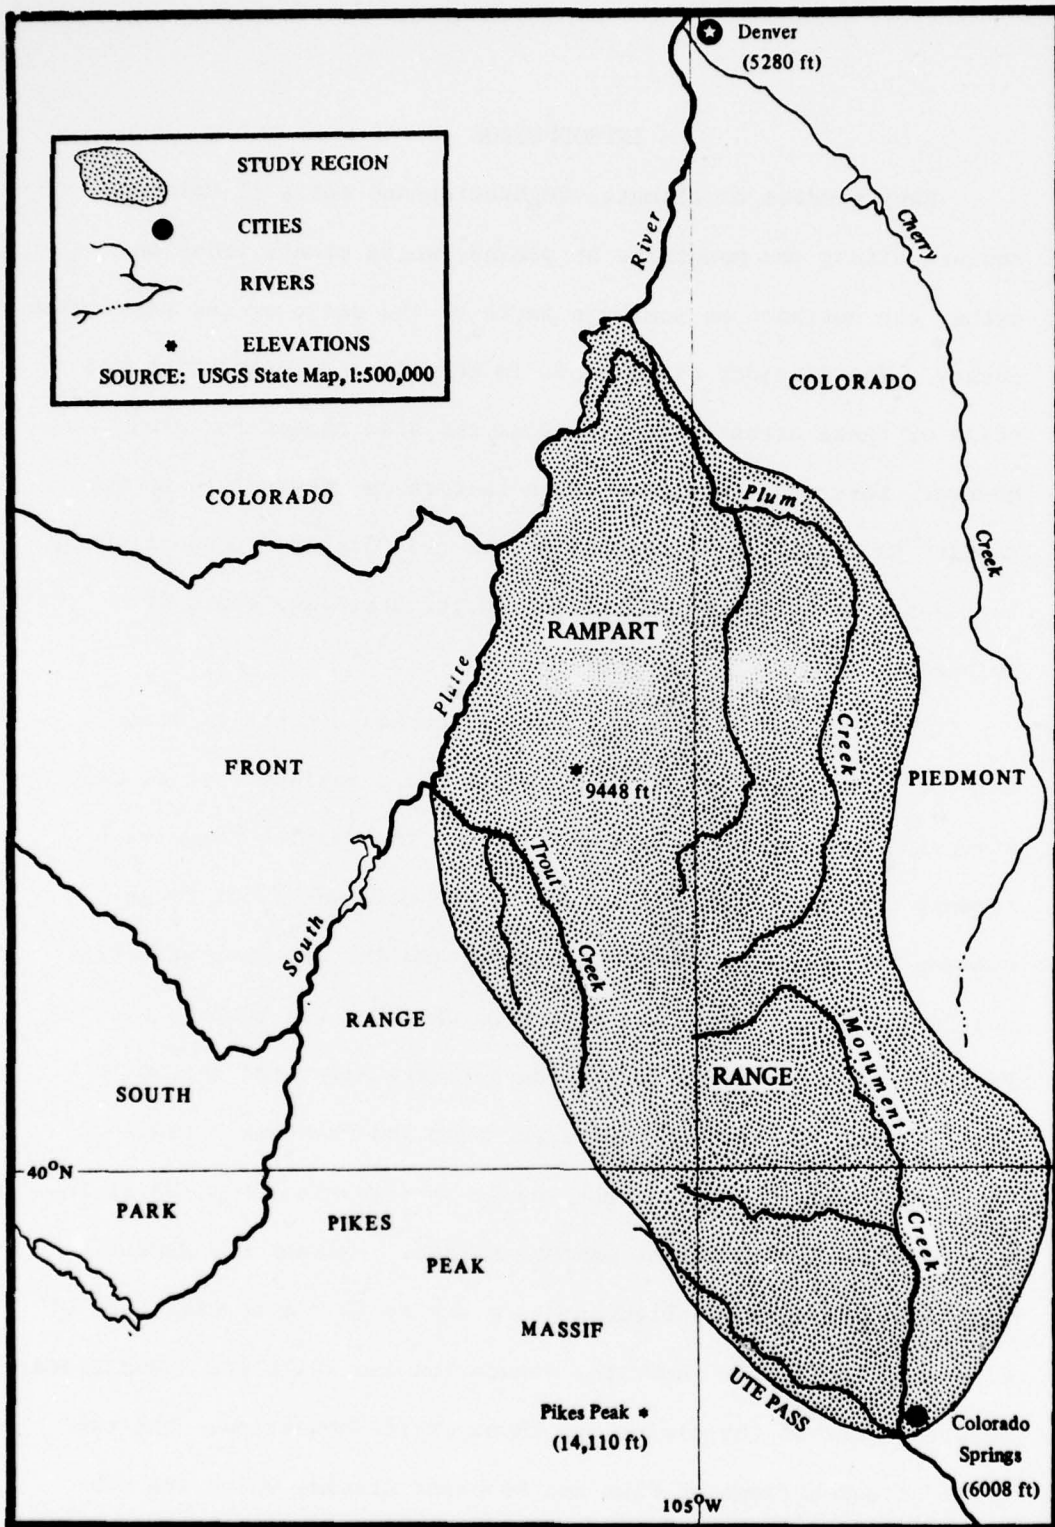 Denver
(5280 ft)
STUDY REGION
CITIES
RIVERS
ELEVATIONS
SOURCE: USGS State Map, 1:500,000
River
Cherry
Creek
COLORADO
COLORADO
Plum
Creek
RAMPART
Platte
FRONT
9448 ft
PIEDMONT
Trout
Creek
South
RANGE
Monument
Creek
RANGE
SOUTH
40°N
PARK
PIKES
PEAK
MASSIF
UTE PASS
Pikes Peak
(14,110 ft)
Colorado
Springs
(6008 ft)
105°W